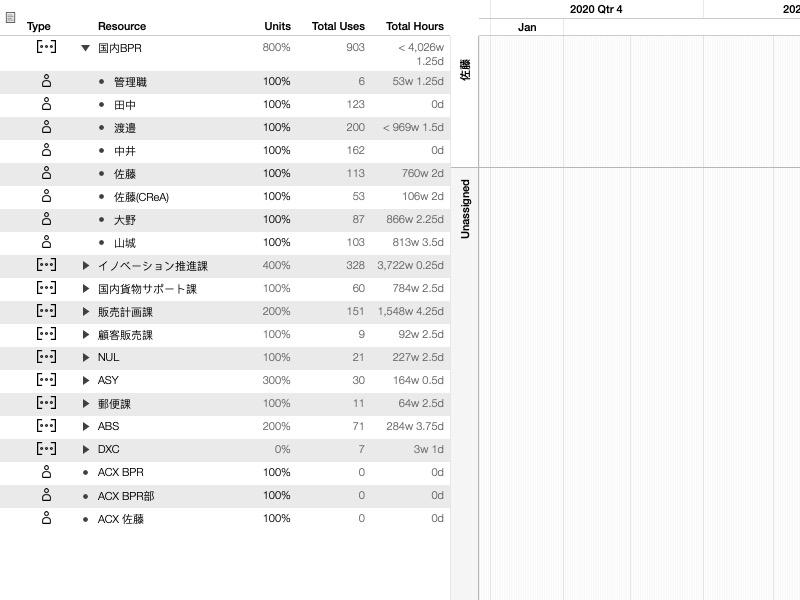 2020 Qtr 4
202
Type Resource Units Total Uses Total Hours
Jan
国内BPR 800% 903 < 4,026w
1.25d
管理職 100% 6 53w 1.25d
田中 100% 123 0d
渡邉 100% 200 < 969w 1.5d
中井 100% 162 0d
佐藤 100% 113 760w 2d
佐藤(CReA) 100% 53 106w 2d
大野 100% 87 866w 2.25d
山城 100% 103 813w 3.5d
イノベーション推進課 400% 328 3,722w 0.25d
国内貨物サポート課 100% 60 784w 2.5d
販売計画課 200% 151 1,548w 4.25d
顧客販売課 100% 9 92w 2.5d
NUL 100% 21 227w 2.5d
ASY 300% 30 164w 0.5d
郵便課 100% 11 64w 2.5d
ABS 200% 71 284w 3.75d
DXC 0% 7 3w 1d
ACX BPR 100% 0 0d
ACX BPR部 100% 0 0d
ACX 佐藤 100% 0 0d
佐藤
Unassigned